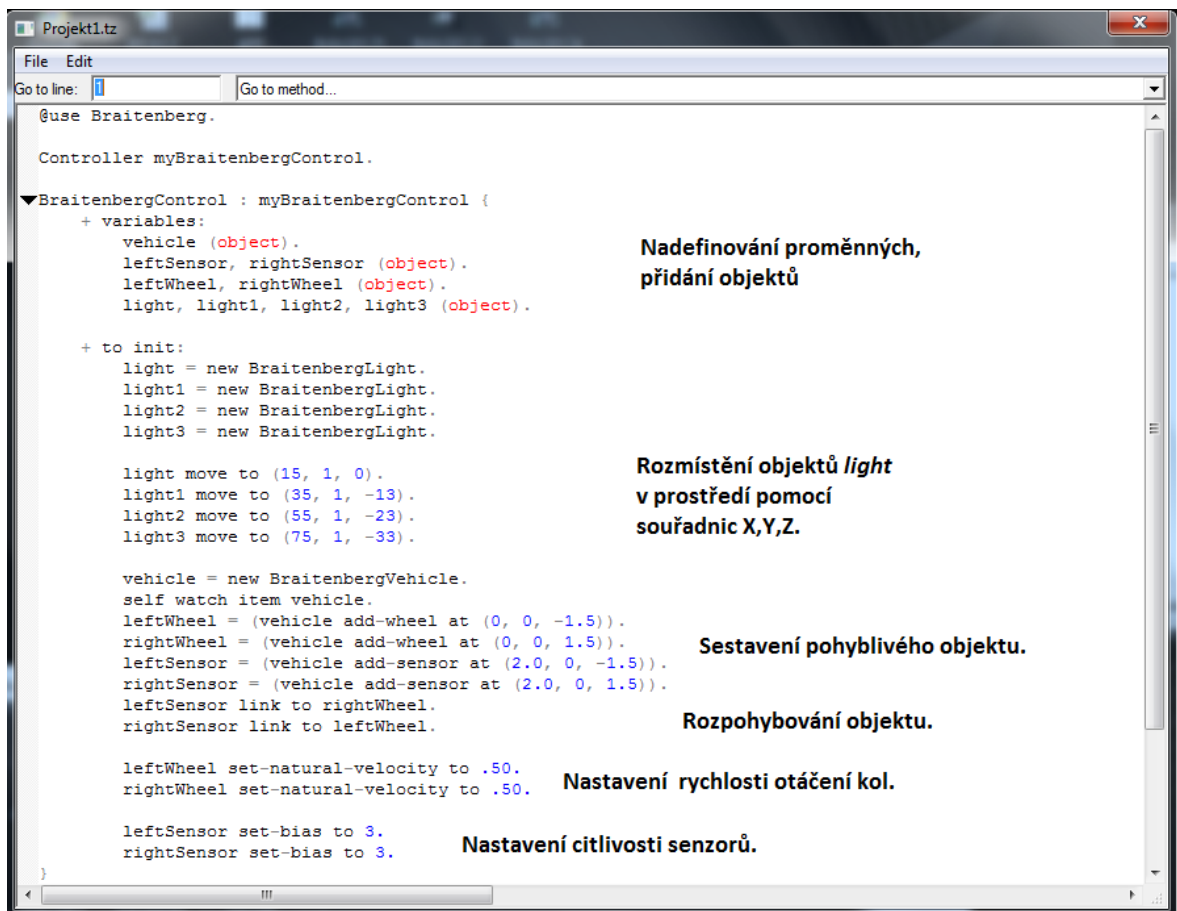 Projekt1.tz
File Edit
Go to line: 1 Go to method...
@use Braitenberg.
Controller myBraitenbergControl.
BraitenbergControl : myBraitenbergControl {
+ variables:
vehicle (object).
leftSensor, rightSensor (object).
leftWheel, rightWheel (object).
light, light1, light2, light3 (object).
Nadefinování proměnných,
přidání objektů
+ to init:
light = new BraitenbergLight.
light1 = new BraitenbergLight.
light2 = new BraitenbergLight.
light3 = new BraitenbergLight.
light move to (15, 1, 0).
light1 move to (35, 1, -13).
light2 move to (55, 1, -23).
light3 move to (75, 1, -33).
Rozmístění objektů light
v prostředí pomocí
souřadnic X,Y,Z.
vehicle = new BraitenbergVehicle.
self watch item vehicle.
leftWheel = (vehicle add-wheel at (0, 0, -1.5)).
rightWheel = (vehicle add-wheel at (0, 0, 1.5)).
leftSensor = (vehicle add-sensor at (2.0, 0, -1.5)).
rightSensor = (vehicle add-sensor at (2.0, 0, 1.5)).
Sestavení pohyblivého objektu.
leftSensor link to rightWheel.
rightSensor link to leftWheel.
Rozpohybování objektu.
leftWheel set-natural-velocity to .50.
rightWheel set-natural-velocity to .50.
Nastavení rychlosti otáčení kol.
leftSensor set-bias to 3.
rightSensor set-bias to 3.
Nastavení citlivosti senzorů.
}